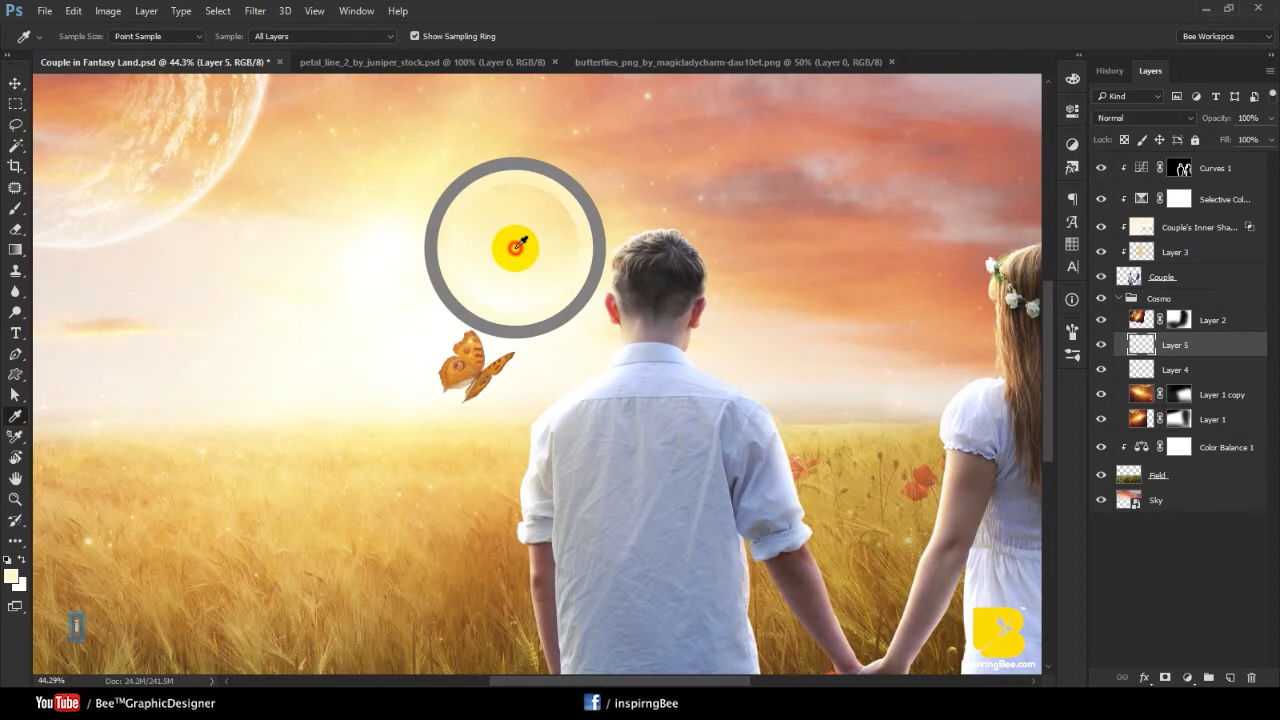 Ps File Edit Image Layer Type Select Filter 3D View Window Help
Sample Size: Point Sample Sample: All Layers Show Sampling Ring Bee Workspce
Couple in Fantasy Land.psd @ 44.3% (Layer 5, RGB/8) * petal_line_2_by_juniper_stock.psd @ 100% (Layer 0, RGB/8) butterflies_png_by_magicladycharm-dau10et.png @ 50% (Layer 0, RGB/8)
History Layers
Kind
Normal Opacity: 100%
Lock: Fill: 100%
Curves 1
Selective Col...
Couple's Inner Sha...
Layer 3
Couple
Cosmo
Layer 2
Layer 5
Layer 4
Layer 1 copy
Layer 1
Color Balance 1
Field
Sky
B
InspiringBee.com
44.29% Doc: 24.2M/241.5M
YouTube / Bee™GraphicDesigner f / inspirngBee